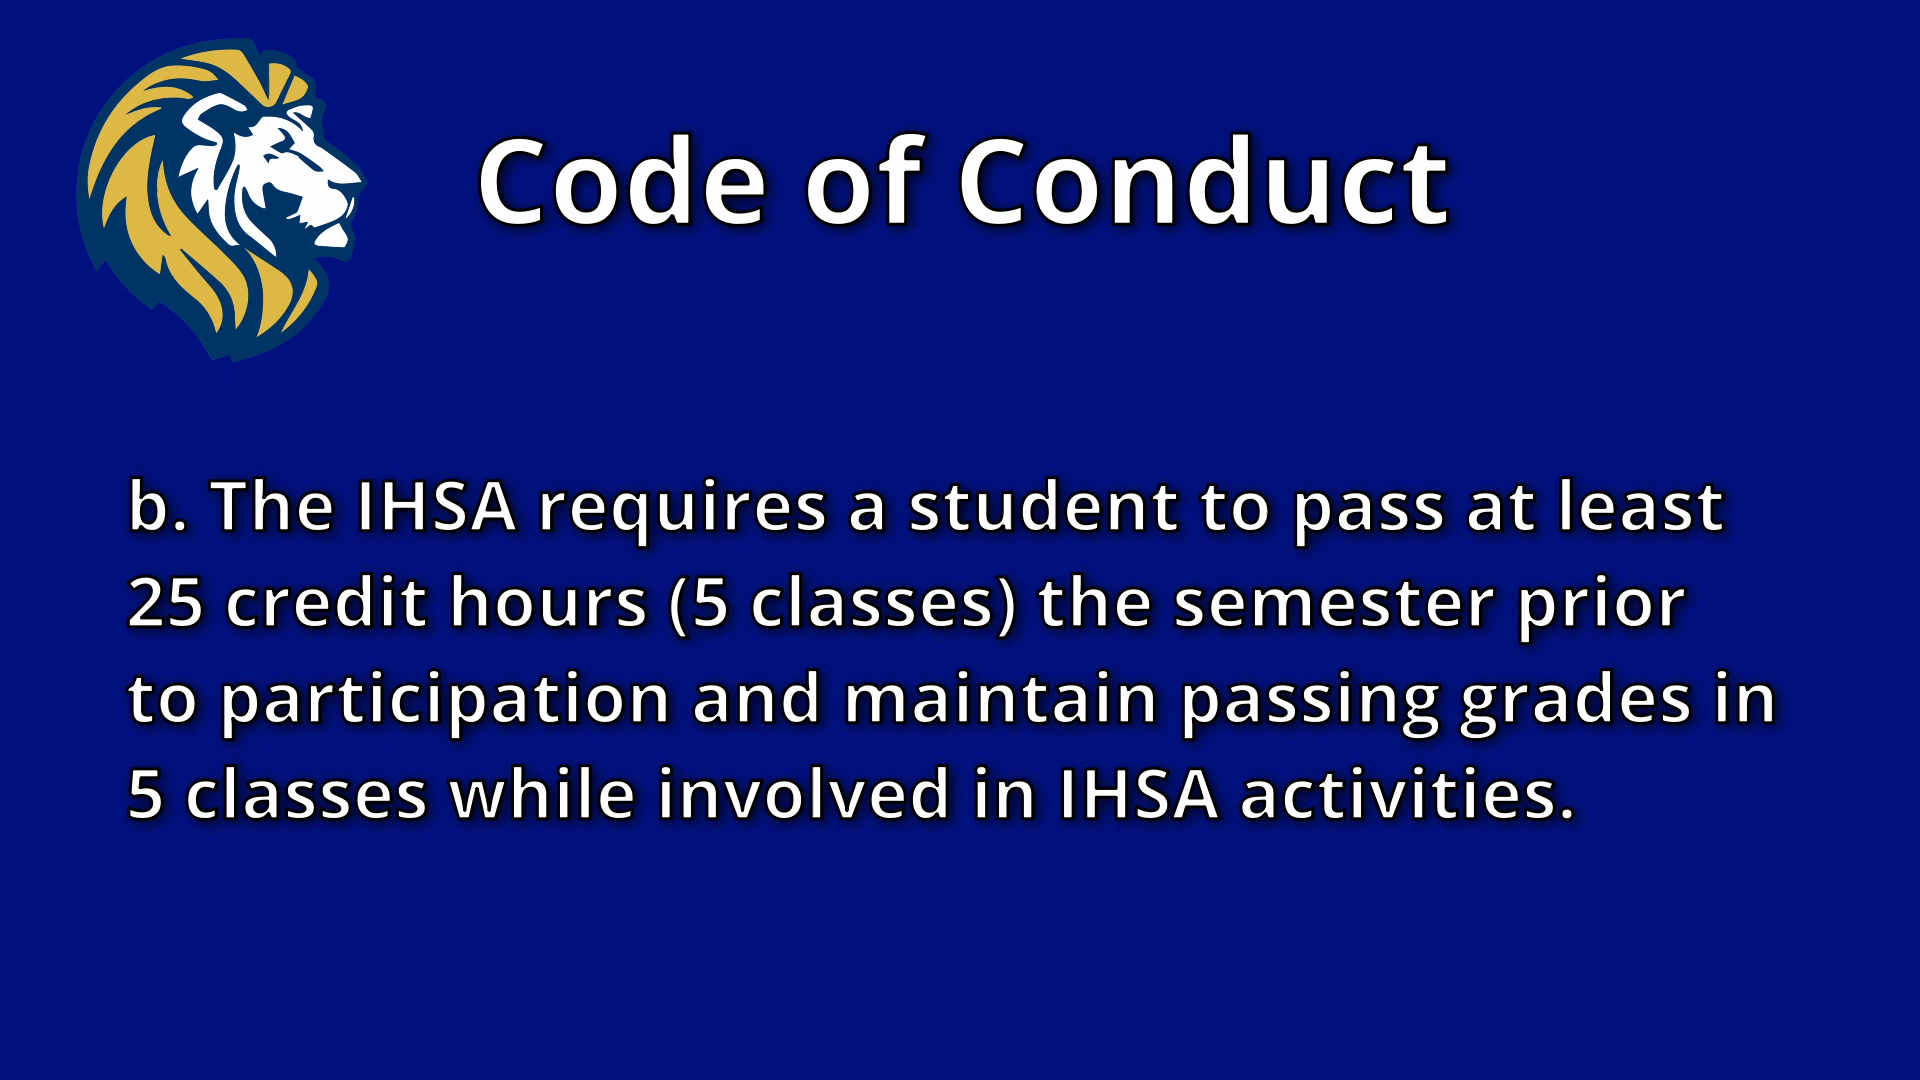 Code of Conduct
b. The IHSA requires a student to pass at least
25 credit hours (5 classes) the semester prior
to participation and maintain passing grades in
5 classes while involved in IHSA activities.